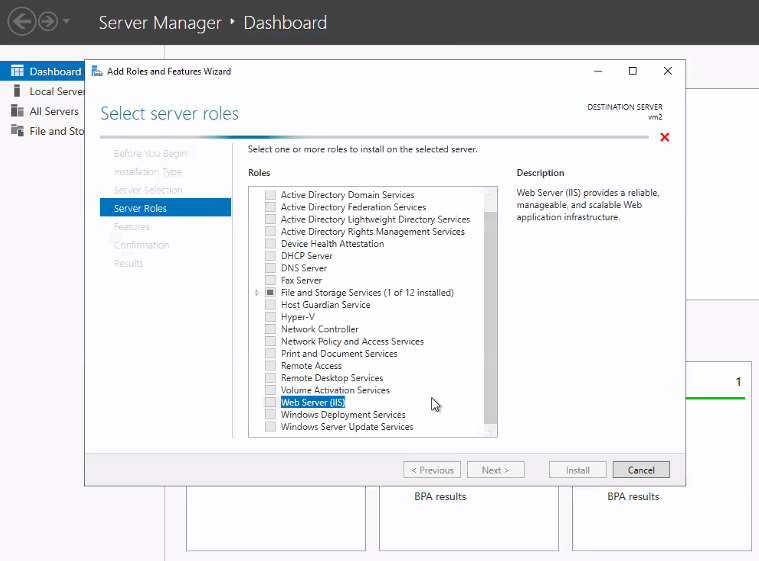 Server Manager • Dashboard
Dashboard
Local Server
All Servers
File and Sto
Add Roles and Features Wizard
Select server roles
DESTINATION SERVER
vm2
Before You Begin
Installation Type
Server Selection
Server Roles
Features
Confirmation
Results
Select one or more roles to install on the selected server.
Roles
Active Directory Domain Services
Active Directory Federation Services
Active Directory Lightweight Directory Services
Active Directory Rights Management Services
Device Health Attestation
DHCP Server
DNS Server
Fax Server
File and Storage Services (1 of 12 installed)
Host Guardian Service
Hyper-V
Network Controller
Network Policy and Access Services
Print and Document Services
Remote Access
Remote Desktop Services
Volume Activation Services
Web Server (IIS)
Windows Deployment Services
Windows Server Update Services
Description
Web Server (IIS) provides a reliable,
manageable, and scalable Web
application infrastructure.
< Previous
Next >
Install
Cancel
1
BPA results
BPA results